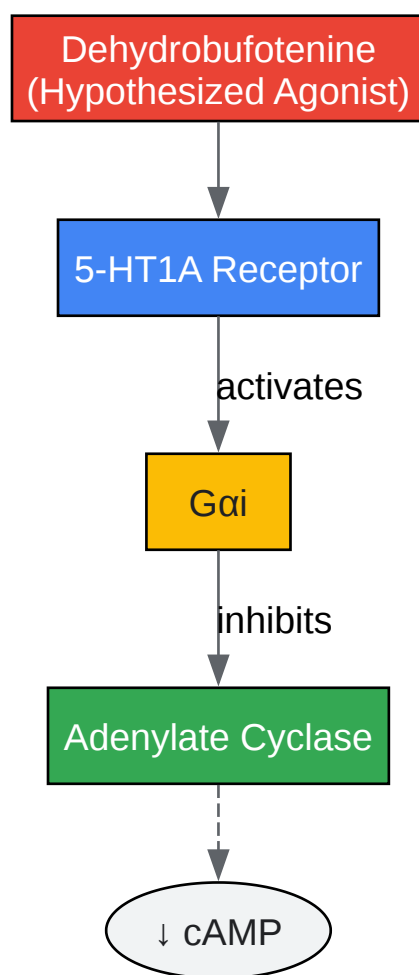 Dehydrobufotenine
(Hypothesized Agonist)
5-HT1A Receptor
activates
Gαi
inhibits
Adenylate Cyclase
↓ cAMP